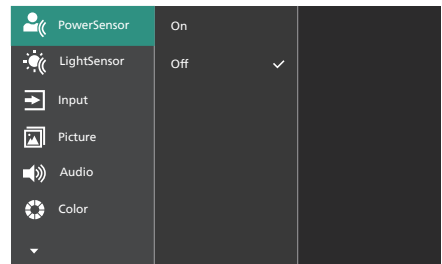 PowerSensor
On
LightSensor
Off
Input
Picture
Audio
Color